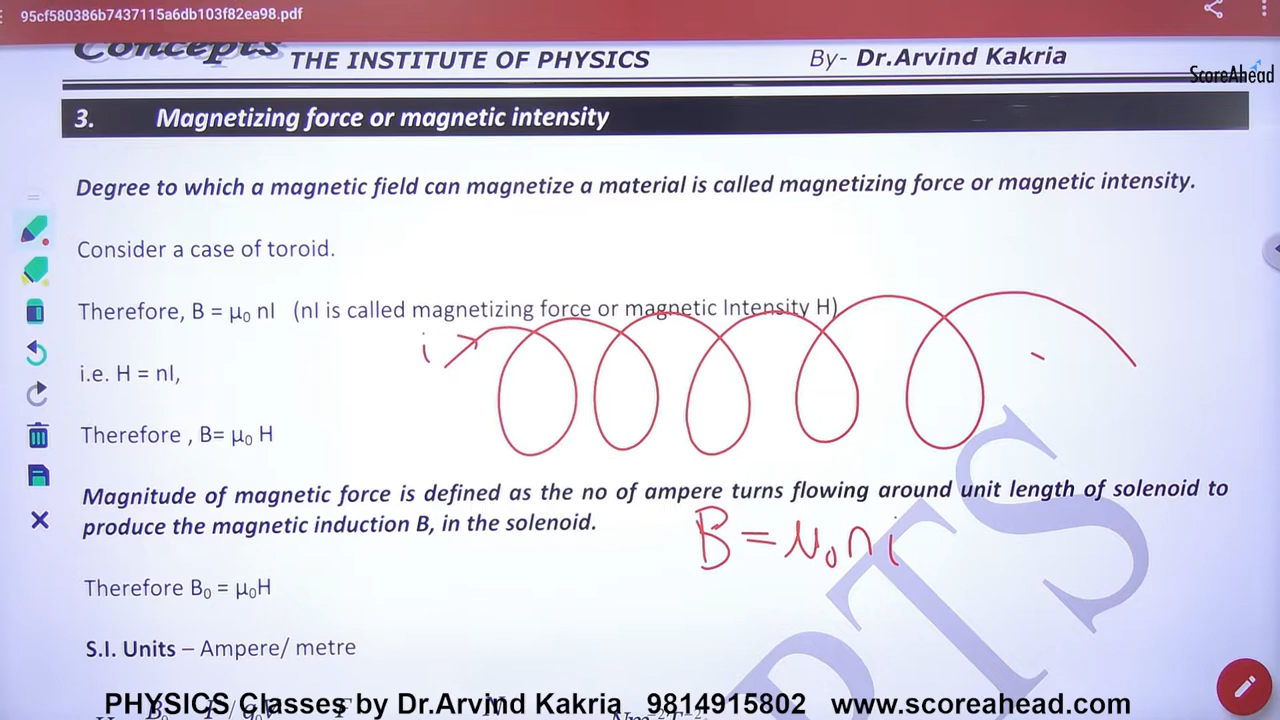 95cf580386b7437115a6db103f82ea98.pdf
Concepts THE INSTITUTE OF PHYSICS By- Dr.Arvind Kakria
ScoreAhead
3. Magnetizing force or magnetic intensity
Degree to which a magnetic field can magnetize a material is called magnetizing force or magnetic intensity.
Consider a case of toroid.
Therefore, B = μ₀ nI (nI is called magnetizing force or magnetic Intensity H)
i
i.e. H = nI,
Therefore , B= μ₀ H
Magnitude of magnetic force is defined as the no of ampere turns flowing around unit length of solenoid to
produce the magnetic induction B, in the solenoid.
B = μ₀ n i
Therefore B₀ = μ₀H
S.I. Units – Ampere/ metre
PTS
PHYSICS Classes by Dr.Arvind Kakria 9814915802 www.scoreahead.com